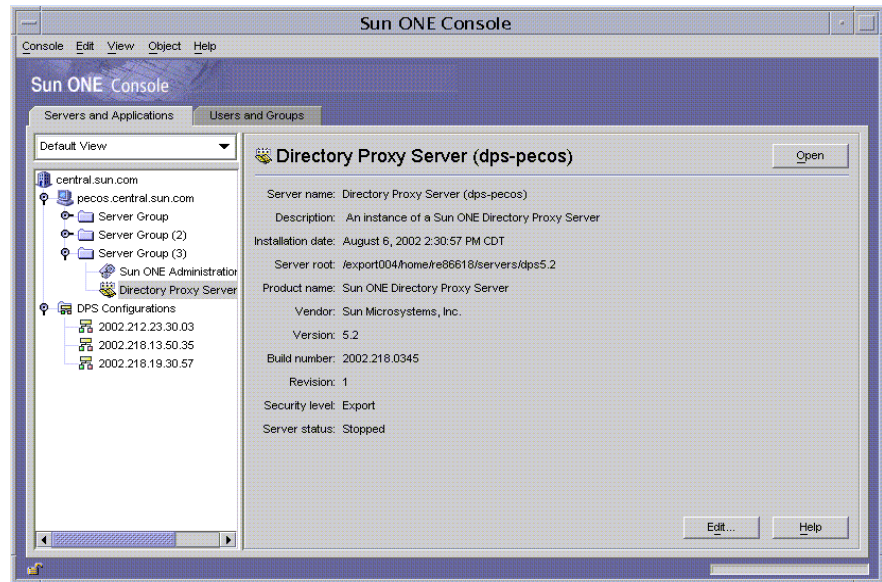 Sun ONE Console
Console Edit View Object Help
Sun ONE Console
Servers and Applications Users and Groups
Default View
central.sun.com
pecos.central.sun.com
Server Group
Server Group (2)
Server Group (3)
Sun ONE Administration
Directory Proxy Server
DPS Configurations
2002.212.23.30.03
2002.218.13.50.35
2002.218.19.30.57
Directory Proxy Server (dps-pecos)
Open
Server name: Directory Proxy Server (dps-pecos)
Description: An instance of a Sun ONE Directory Proxy Server
Installation date: August 6, 2002 2:30:57 PM CDT
Server root: /export004/home/re86618/servers/dps5.2
Product name: Sun ONE Directory Proxy Server
Vendor: Sun Microsystems, Inc.
Version: 5.2
Build number: 2002.218.0345
Revision: 1
Security level: Export
Server status: Stopped
Edit... Help